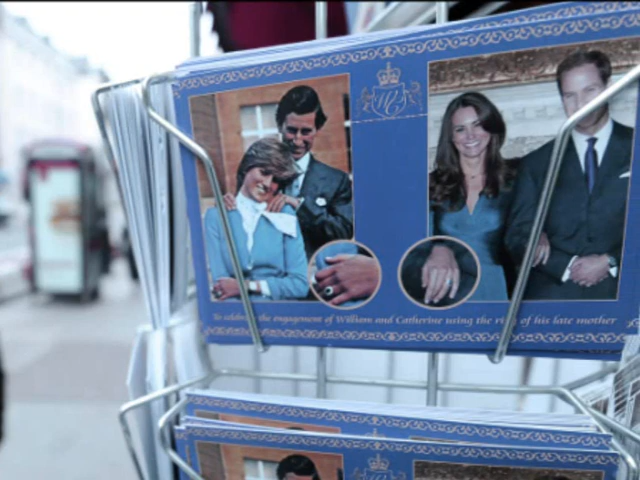 To celebrate the engagement of William and Catherine using the ring of his late mother